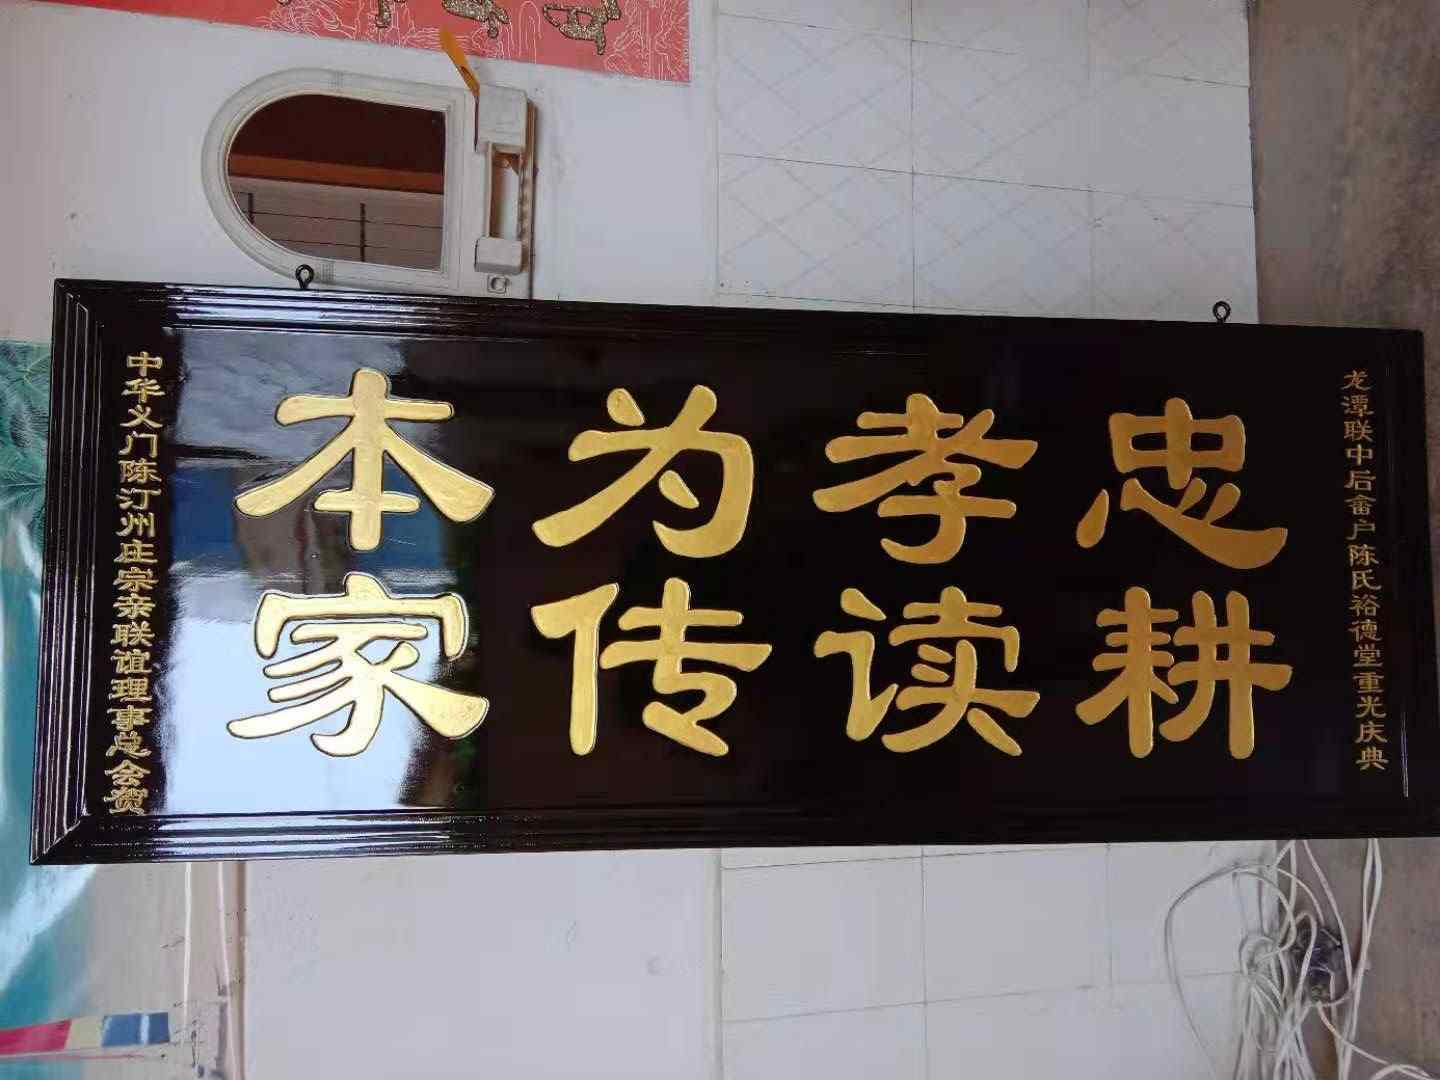 龙潭联中后畲户陈氏裕德堂重光庆典
忠孝为本
耕读传家
中华义门陈汀州庄宗亲联谊理事总会贺